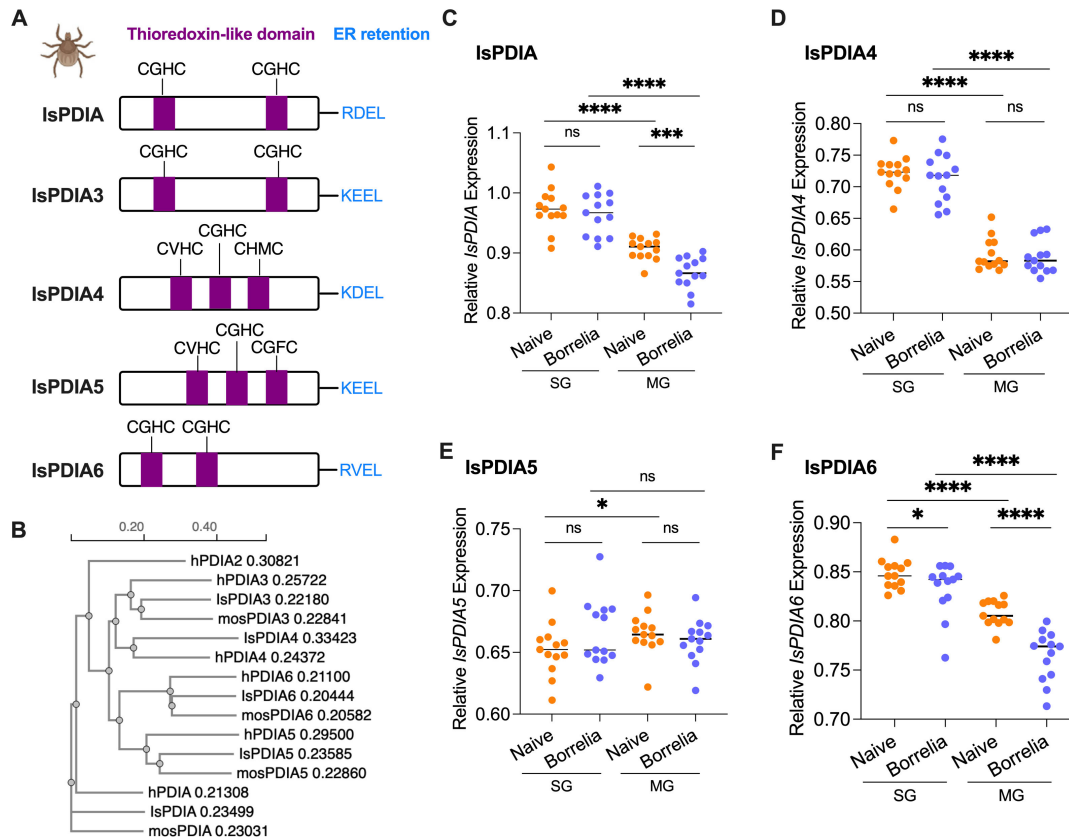 A
Thioredoxin-like domain ER retention
CGHC CGHC
IsPDIA
RDEL
CGHC CGHC
IsPDIA3
KEEL
CGHC
CVHC CHMC
IsPDIA4
KDEL
CGHC
CVHC CGFC
IsPDIA5
KEEL
CGHC CGHC
IsPDIA6
RVEL
B
0.20 0.40
hPDIA2 0.30821
hPDIA3 0.25722
IsPDIA3 0.22180
mosPDIA3 0.22841
IsPDIA4 0.33423
hPDIA4 0.24372
hPDIA6 0.21100
IsPDIA6 0.20444
mosPDIA6 0.20582
hPDIA5 0.29500
IsPDIA5 0.23585
mosPDIA5 0.22860
hPDIA 0.21308
IsPDIA 0.23499
mosPDIA 0.23031
C
IsPDIA
****
****
ns ***
Relative IsPDIA Expression
1.1
1.0
0.9
0.8
Naive Borrelia Naive Borrelia
SG MG
D
IsPDIA4
****
****
ns ns
Relative IsPDIA4 Expression
0.80
0.75
0.70
0.65
0.60
0.55
0.50
Naive Borrelia Naive Borrelia
SG MG
E
IsPDIA5
ns
*
ns ns
Relative IsPDIA5 Expression
0.75
0.70
0.65
0.60
Naive Borrelia Naive Borrelia
SG MG
F
IsPDIA6
****
****
* ****
Relative IsPDIA6 Expression
0.90
0.85
0.80
0.75
0.70
Naive Borrelia Naive Borrelia
SG MG